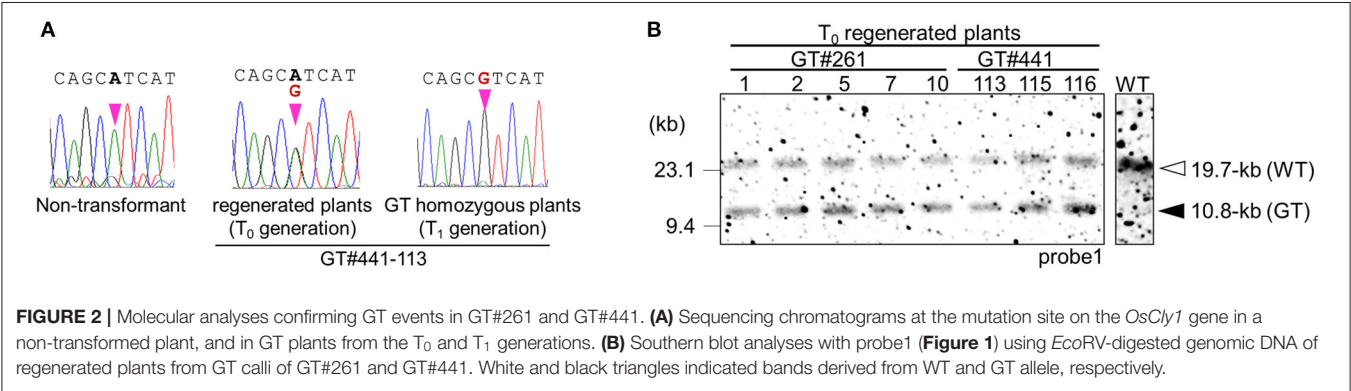 A
CAGCATCAT
CAGCATCAT
G
CAGCGTCAT
Non-transformant
regenerated plants
(T0 generation)
GT homozygous plants
(T1 generation)
GT#441-113
B
T0 regenerated plants
GT#261 GT#441
1 2 5 7 10 113 115 116 WT
(kb)
23.1
9.4
19.7-kb (WT)
10.8-kb (GT)
probe1
FIGURE 2 | Molecular analyses confirming GT events in GT#261 and GT#441. (A) Sequencing chromatograms at the mutation site on the OsCly1 gene in a
non-transformed plant, and in GT plants from the T0 and T1 generations. (B) Southern blot analyses with probe1 (Figure 1) using EcoRV-digested genomic DNA of
regenerated plants from GT calli of GT#261 and GT#441. White and black triangles indicated bands derived from WT and GT allele, respectively.